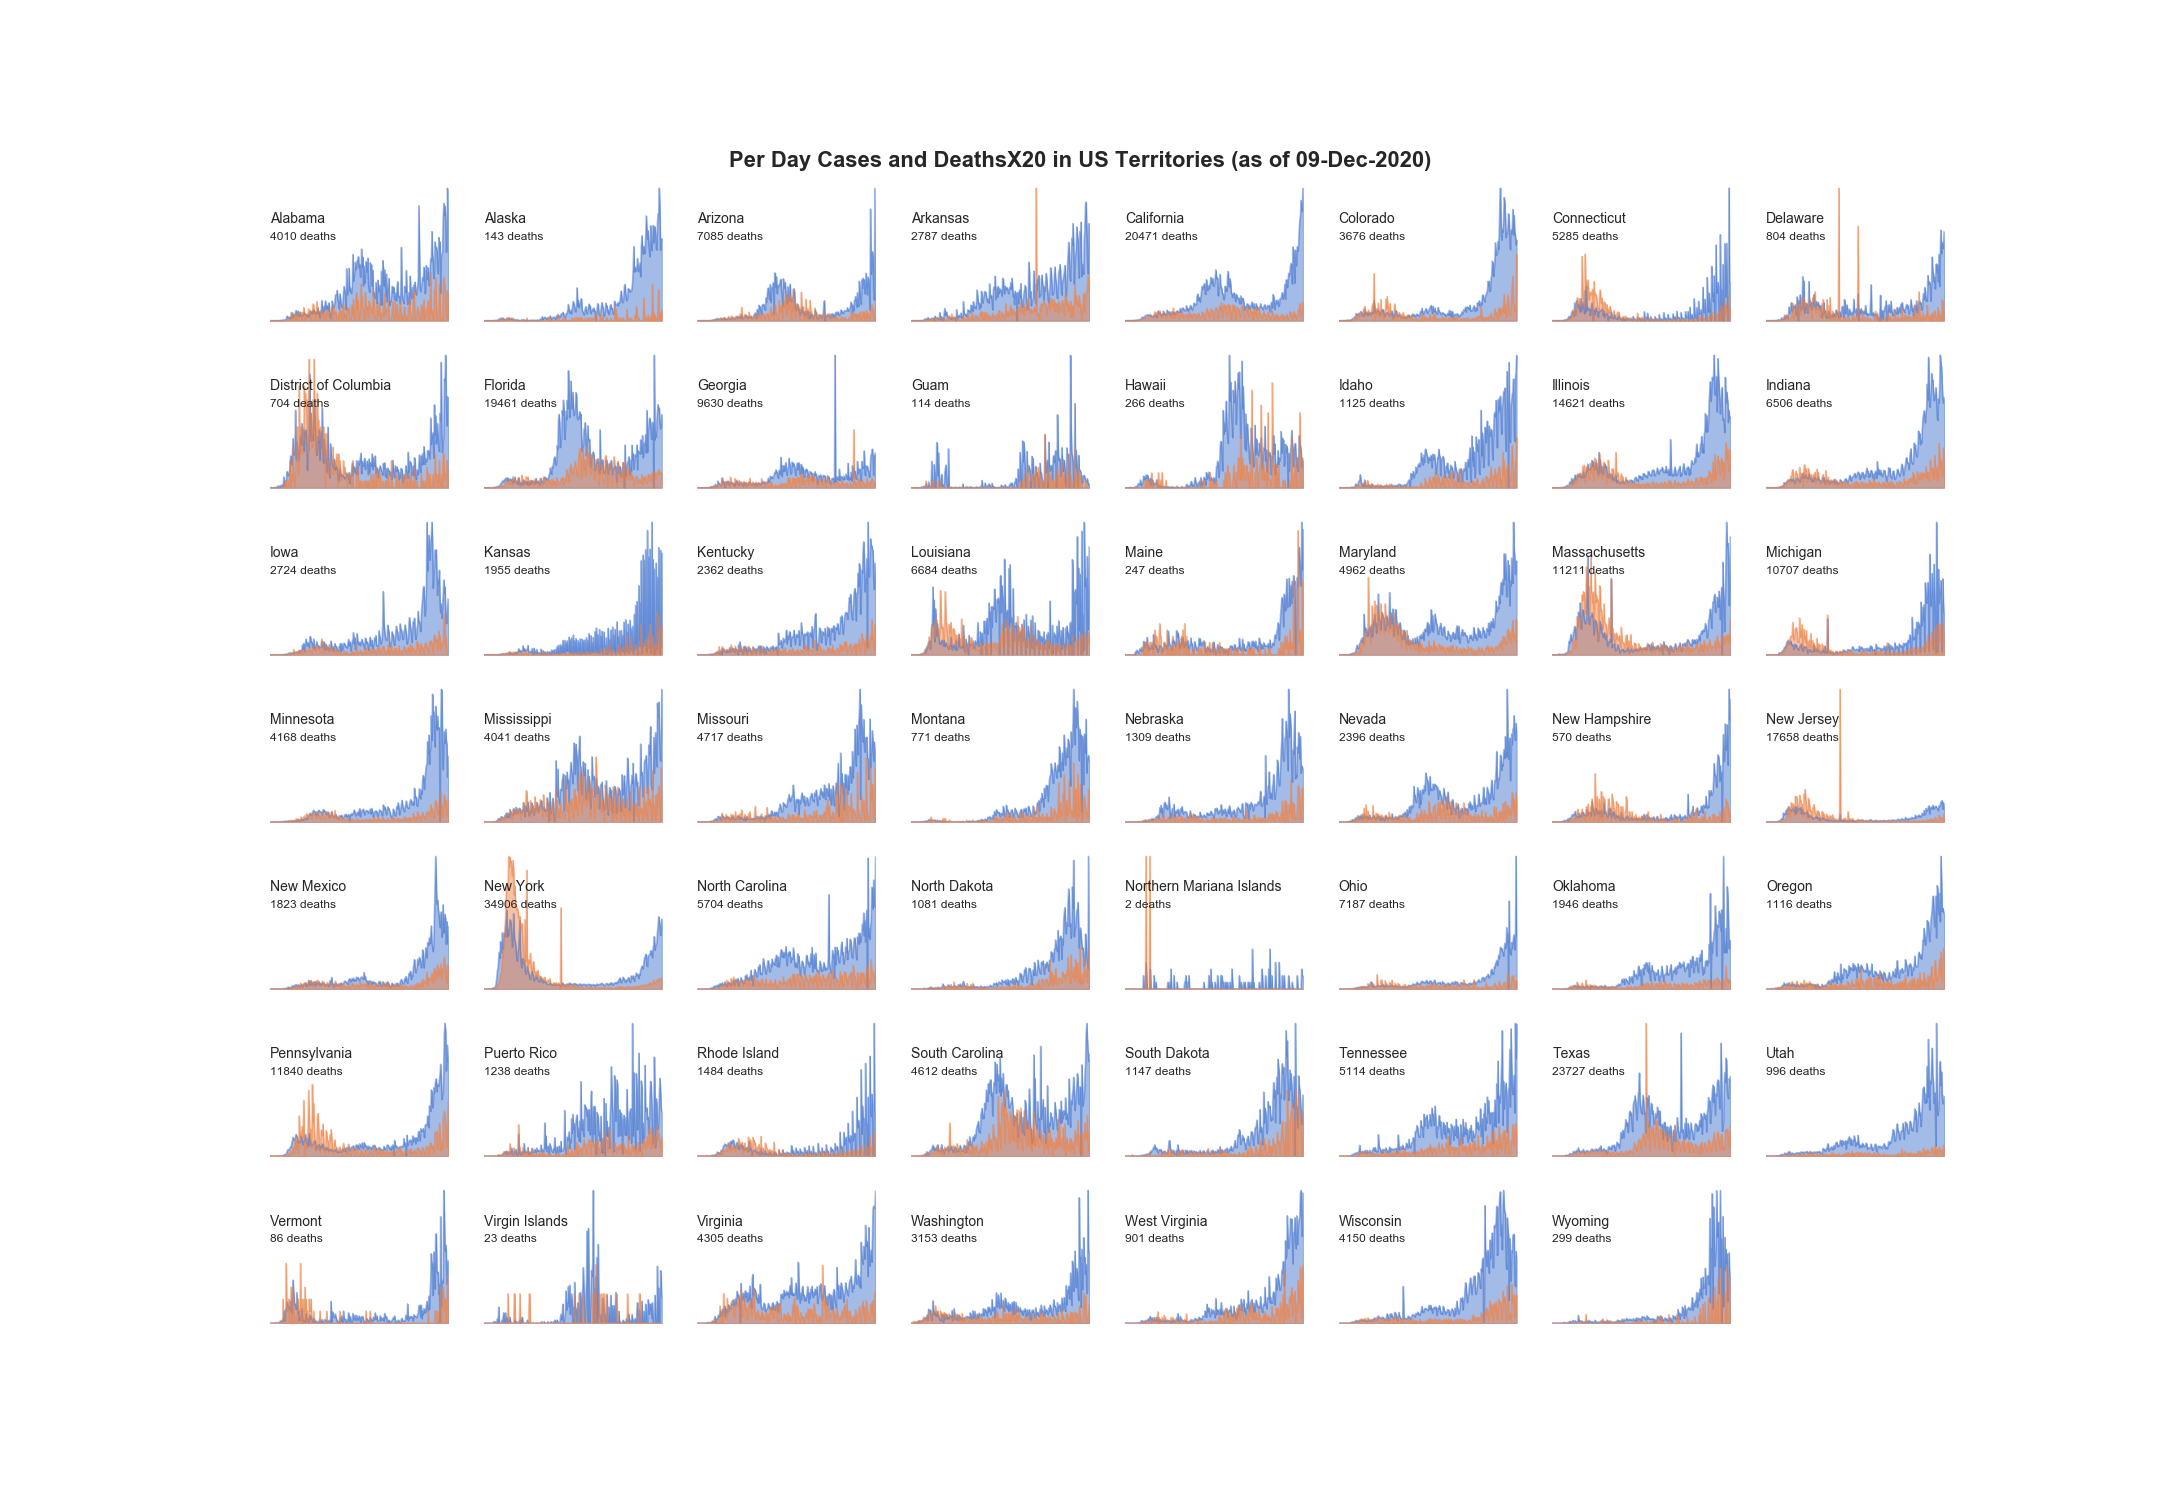 Per Day Cases and DeathsX20 in US Territories (as of 09-Dec-2020)
Alabama
4010 deaths
Alaska
143 deaths
Arizona
7085 deaths
Arkansas
2787 deaths
California
20471 deaths
Colorado
3676 deaths
Connecticut
5285 deaths
Delaware
804 deaths
District of Columbia
704 deaths
Florida
19461 deaths
Georgia
9630 deaths
Guam
114 deaths
Hawaii
266 deaths
Idaho
1125 deaths
Illinois
14621 deaths
Indiana
6506 deaths
Iowa
2724 deaths
Kansas
1955 deaths
Kentucky
2362 deaths
Louisiana
6684 deaths
Maine
247 deaths
Maryland
4962 deaths
Massachusetts
11211 deaths
Michigan
10707 deaths
Minnesota
4168 deaths
Mississippi
4041 deaths
Missouri
4717 deaths
Montana
771 deaths
Nebraska
1309 deaths
Nevada
2396 deaths
New Hampshire
570 deaths
New Jersey
17658 deaths
New Mexico
1823 deaths
New York
34906 deaths
North Carolina
5704 deaths
North Dakota
1081 deaths
Northern Mariana Islands
2 deaths
Ohio
7187 deaths
Oklahoma
1946 deaths
Oregon
1116 deaths
Pennsylvania
11840 deaths
Puerto Rico
1238 deaths
Rhode Island
1484 deaths
South Carolina
4612 deaths
South Dakota
1147 deaths
Tennessee
5114 deaths
Texas
23727 deaths
Utah
996 deaths
Vermont
86 deaths
Virgin Islands
23 deaths
Virginia
4305 deaths
Washington
3153 deaths
West Virginia
901 deaths
Wisconsin
4150 deaths
Wyoming
299 deaths